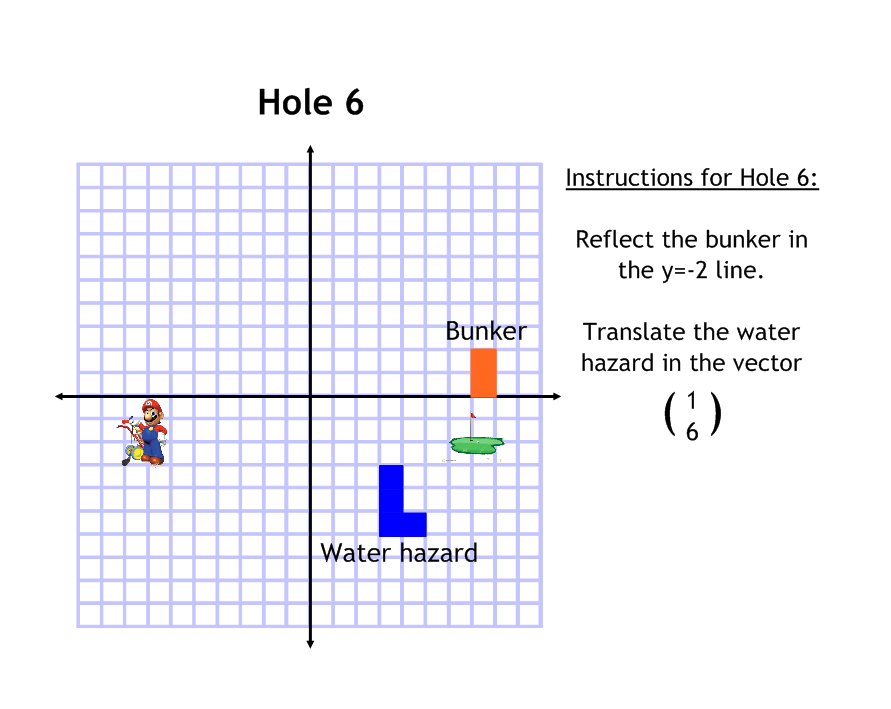 Hole 6
Instructions for Hole 6:
Reflect the bunker in
the y=-2 line.
Bunker
Translate the water
hazard in the vector
( 1
6 )
Water hazard